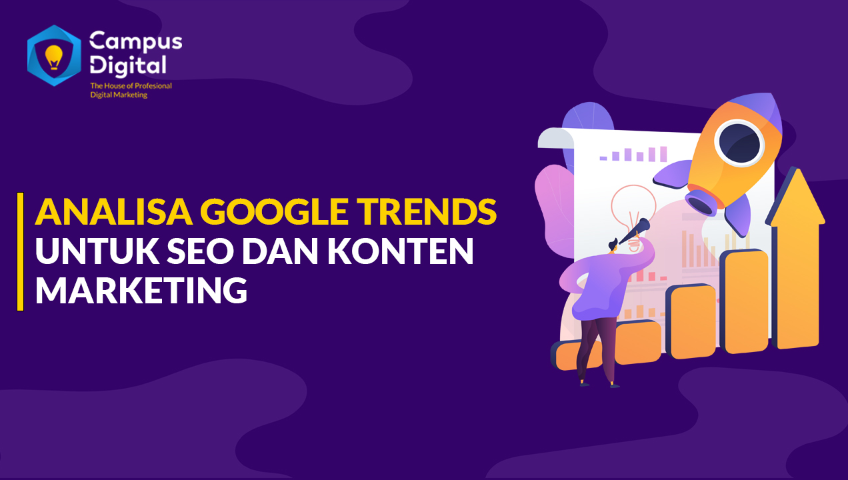 Campus
Digital
The House of Profesional
Digital Marketing
ANALISA GOOGLE TRENDS
UNTUK SEO DAN KONTEN
MARKETING